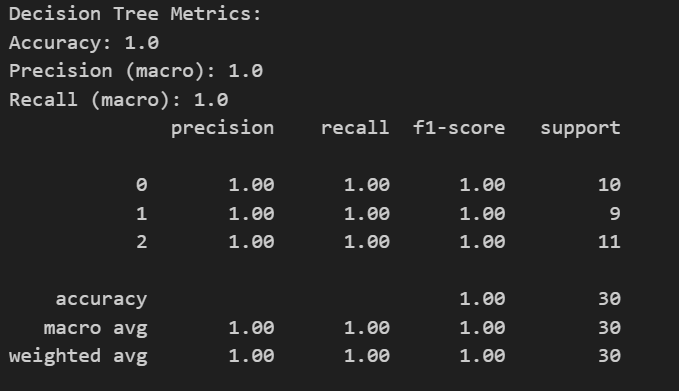 Decision Tree Metrics:
Accuracy: 1.0
Precision (macro): 1.0
Recall (macro): 1.0
precision recall f1-score support
0 1.00 1.00 1.00 10
1 1.00 1.00 1.00 9
2 1.00 1.00 1.00 11
accuracy 1.00 30
macro avg 1.00 1.00 1.00 30
weighted avg 1.00 1.00 1.00 30